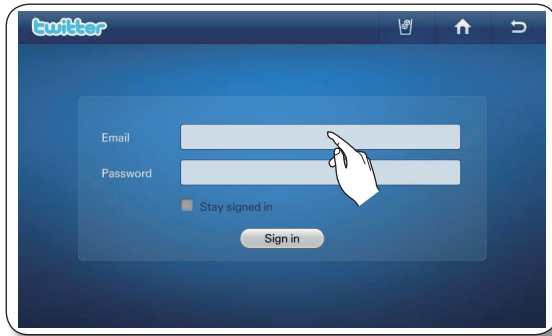 twitter
Email
Password
Stay signed in
Sign in